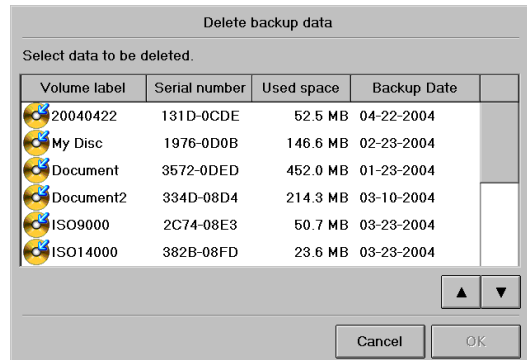 Delete backup data
Select data to be deleted.
Volume label Serial number Used space Backup Date
20040422 131D-0CDE 52.5 MB 04-22-2004
My Disc 1976-0D0B 146.6 MB 02-23-2004
Document 3572-0DED 452.0 MB 01-23-2004
Document2 334D-08D4 214.3 MB 03-10-2004
ISO9000 2C74-08E3 50.7 MB 03-23-2004
ISO14000 382B-08FD 23.6 MB 03-23-2004
Cancel OK